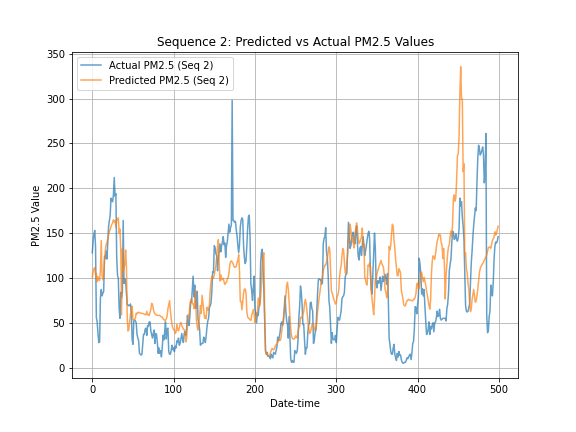 Sequence 2: Predicted vs Actual PM2.5 Values
Actual PM2.5 (Seq 2)
Predicted PM2.5 (Seq 2)
PM2.5 Value
350
300
250
200
150
100
50
0
0 100 200 300 400 500
Date-time